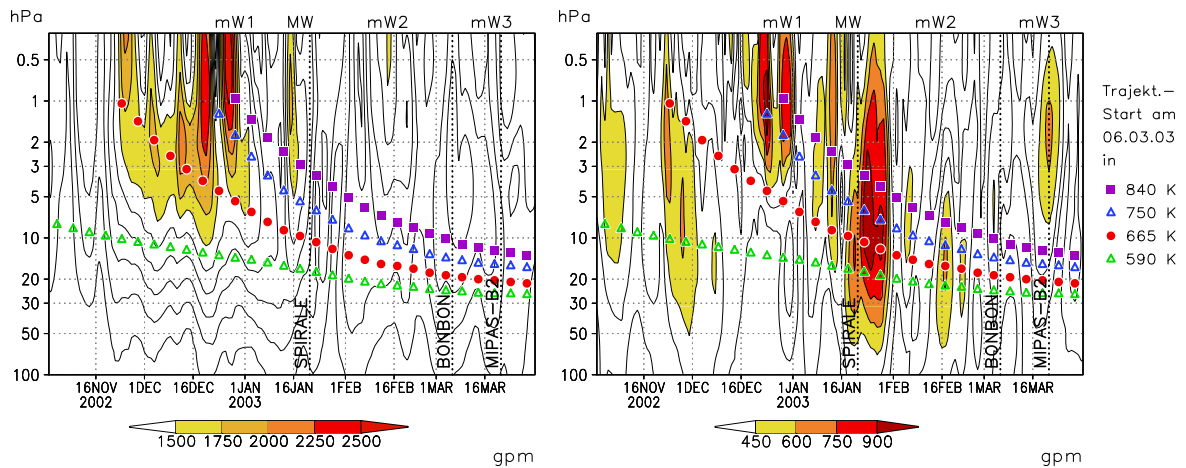 hPa mW1 MW mW2 mW3
0.5
1
2
3
5
10
20
30
50
100
SPIRALE
BONBON
MIPAS-B2
16NOV 1DEC 16DEC 1JAN 16JAN 1FEB 16FEB 1MAR 16MAR
2002 2003
1500 1750 2000 2250 2500
gpm
hPa mW1 MW mW2 mW3
0.5
1
2
3
5
10
20
30
50
100
SPIRALE
BONBON
MIPAS-B2
16NOV 1DEC 16DEC 1JAN 16JAN 1FEB 16FEB 1MAR 16MAR
2002 2003
450 600 750 900
gpm
Trajekt.–
Start am
06.03.03
in
840 K
750 K
665 K
590 K